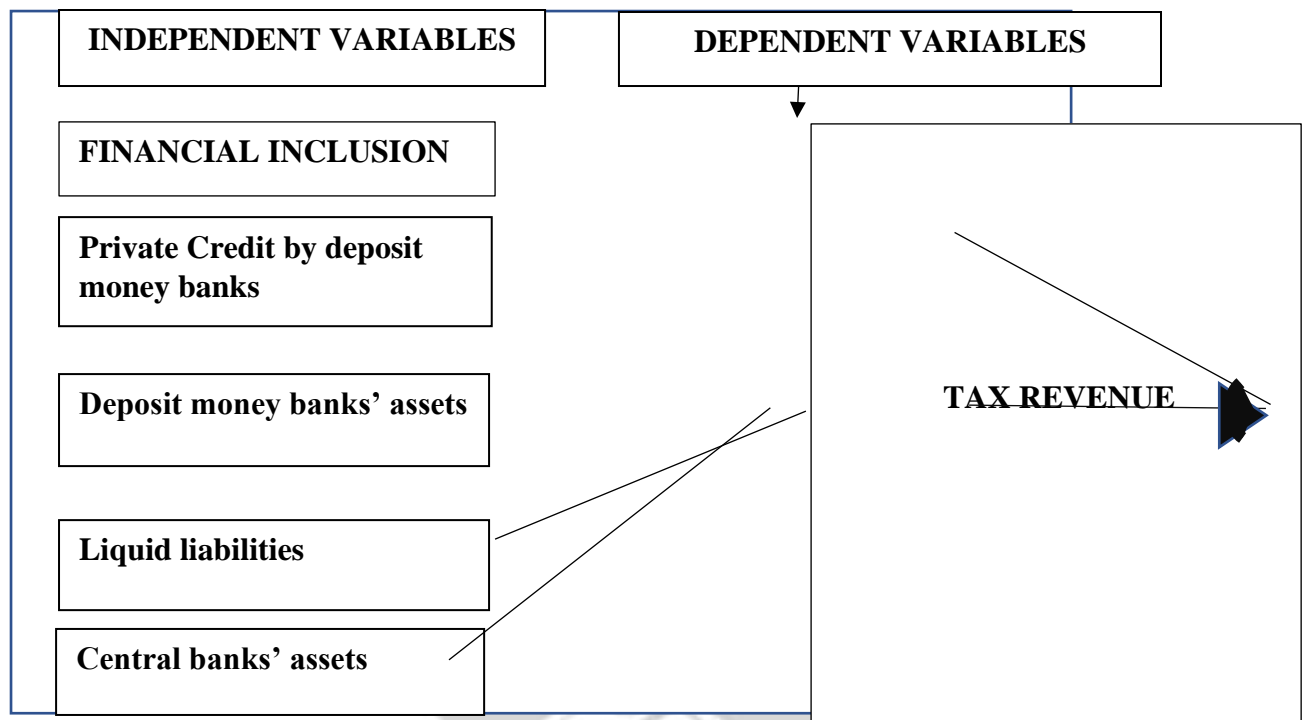 INDEPENDENT VARIABLES
DEPENDENT VARIABLES
FINANCIAL INCLUSION
Private Credit by deposit
money banks
Deposit money banks’ assets
TAX REVENUE
Liquid liabilities
Central banks’ assets